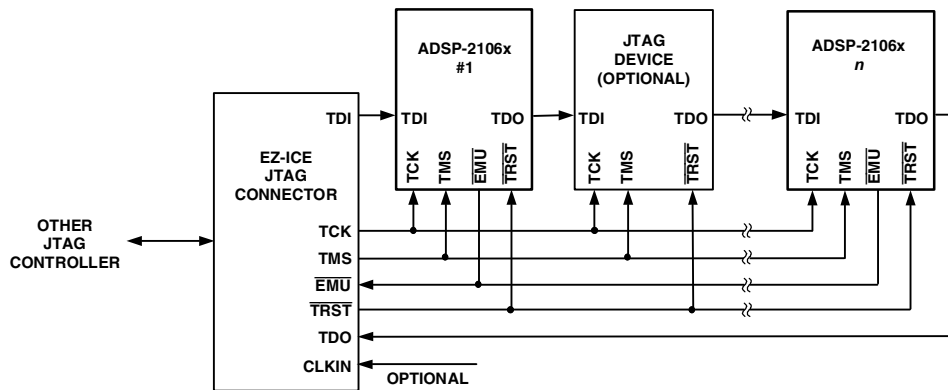 ADSP-2106x
#1
TDI
TDO
TCK
TMS
EMU
TRST
JTAG
DEVICE
(OPTIONAL)
TDI
TDO
TCK
TMS
TRST
ADSP-2106x
n
TDI
TDO
TCK
TMS
EMU
TRST
OTHER
JTAG
CONTROLLER
EZ-ICE
JTAG
CONNECTOR
TDI
TCK
TMS
EMU
TRST
TDO
CLKIN
OPTIONAL